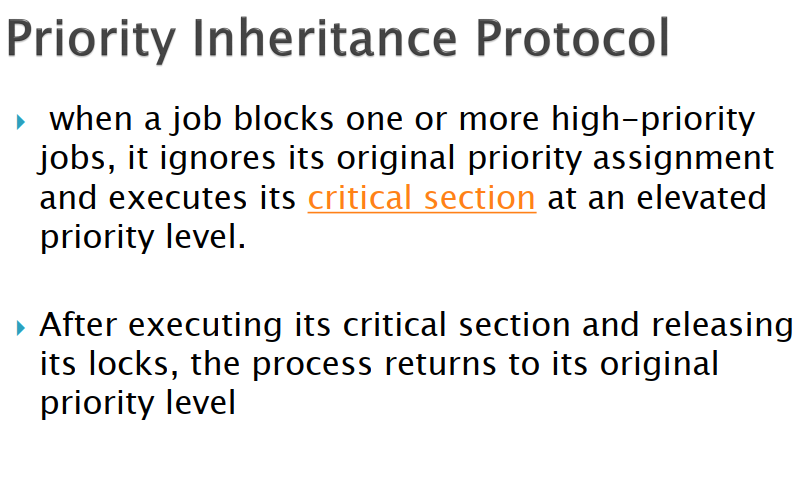 Priority Inheritance Protocol
when a job blocks one or more high-priority
jobs, it ignores its original priority assignment
and executes its critical section at an elevated
priority level.
After executing its critical section and releasing
its locks, the process returns to its original
priority level